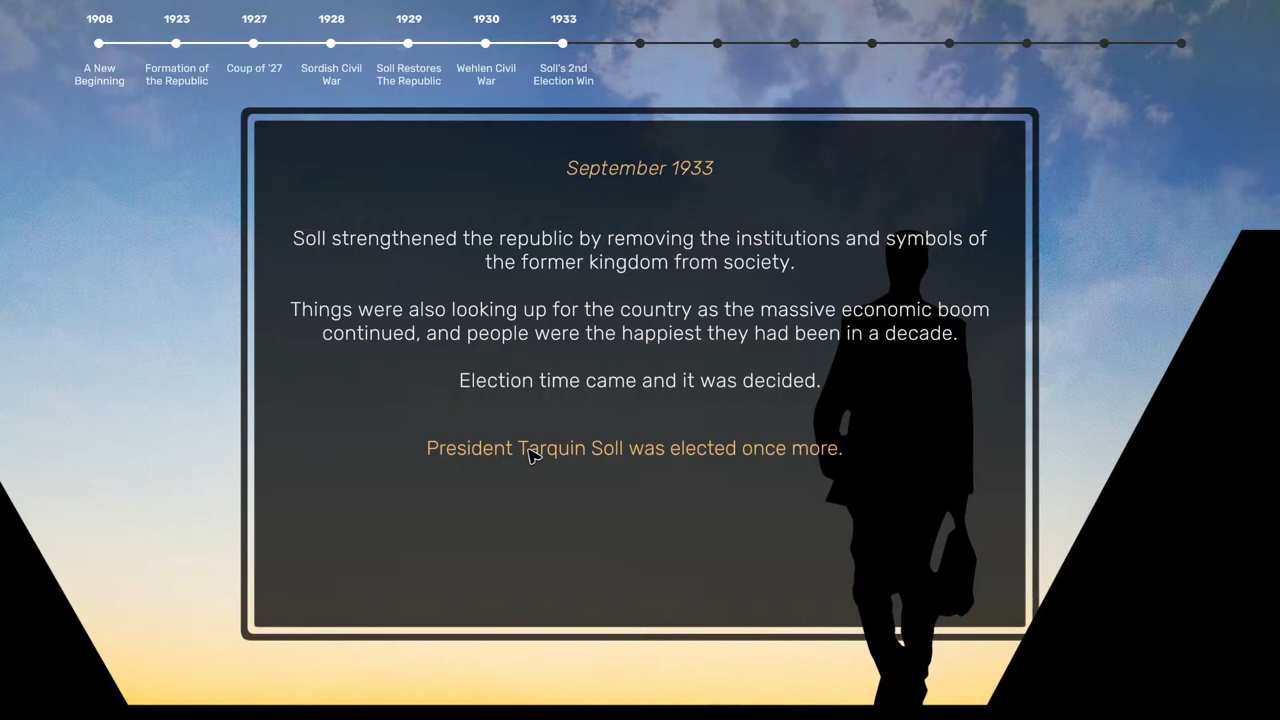 1908 1923 1927 1928 1929 1930 1933
A New Formation of Coup of '27 Sordish Civil Soll Restores Wehlen Civil Soll's 2nd
Beginning the Republic War The Republic War Election Win
September 1933
Soll strengthened the republic by removing the institutions and symbols of
the former kingdom from society.
Things were also looking up for the country as the massive economic boom
continued, and people were the happiest they had been in a decade.
Election time came and it was decided.
President Tarquin Soll was elected once more.